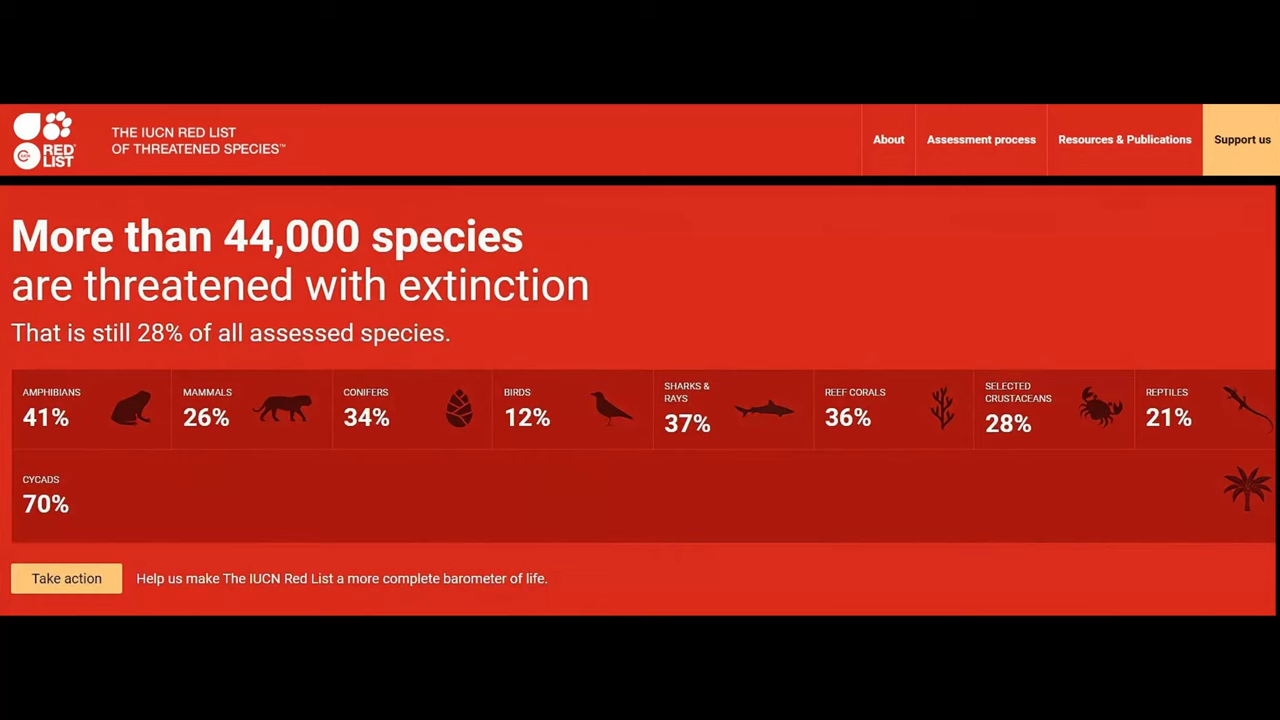 RED
LIST
THE IUCN RED LIST
OF THREATENED SPECIES™
About
Assessment process
Resources & Publications
Support us
More than 44,000 species
are threatened with extinction
That is still 28% of all assessed species.
AMPHIBIANS
41%
MAMMALS
26%
CONIFERS
34%
BIRDS
12%
SHARKS &
RAYS
37%
REEF CORALS
36%
SELECTED
CRUSTACEANS
28%
REPTILES
21%
CYCADS
70%
Take action
Help us make The IUCN Red List a more complete barometer of life.